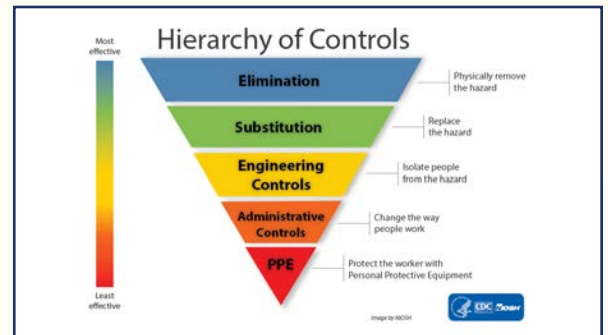 Hierarchy of Controls
Most
effective
Elimination
Physically remove
the hazard
Substitution
Replace
the hazard
Engineering
Controls
Isolate people
from the hazard
Administrative
Controls
Change the way
people work
PPE
Protect the worker with
Personal Protective Equipment
Least
effective
Image by NIOSH
CDC NIOSH